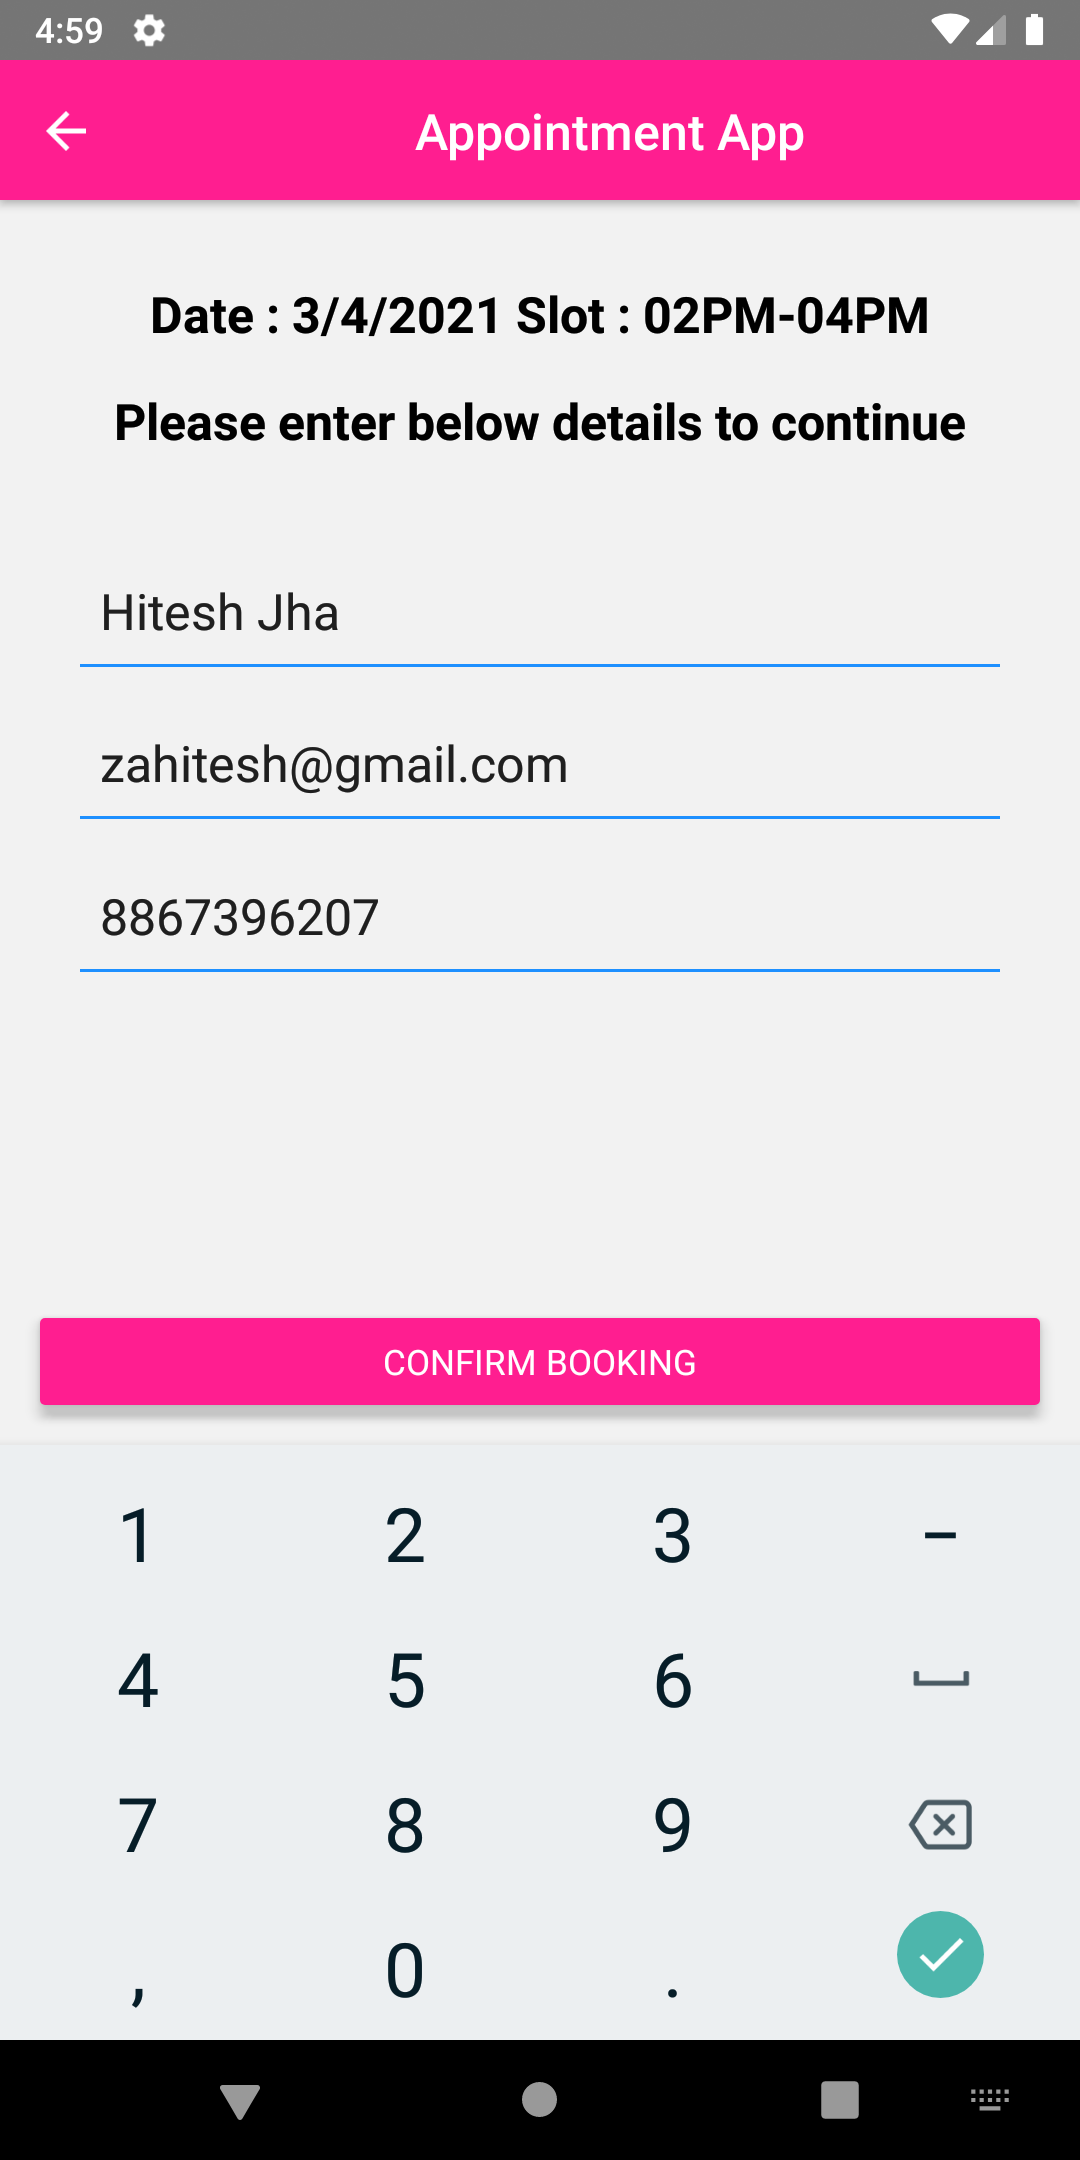 4:59
Appointment App
Date : 3/4/2021 Slot : 02PM-04PM
Please enter below details to continue
Hitesh Jha
zahitesh@gmail.com
8867396207
CONFIRM BOOKING
1 2 3 –
4 5 6
7 8 9
, 0 .